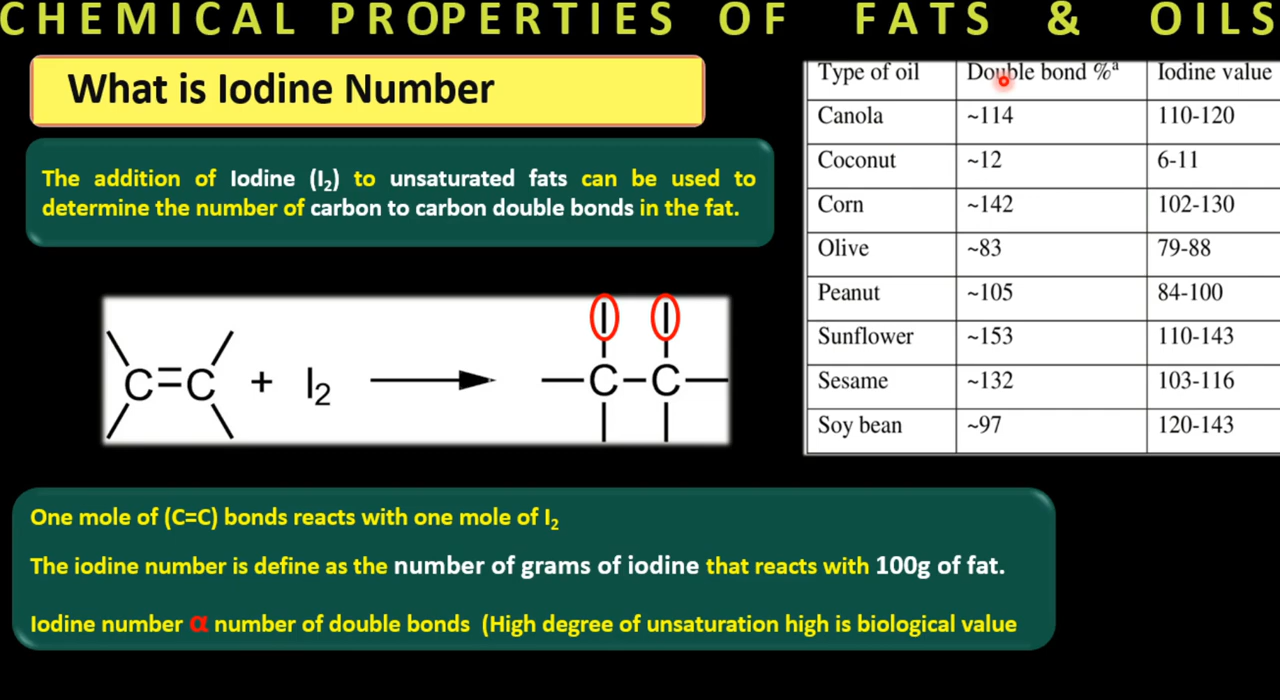 CHEMICAL PROPERTIES OF FATS & OILS
What is Iodine Number
The addition of Iodine (I₂) to unsaturated fats can be used to
determine the number of carbon to carbon double bonds in the fat.
C=C + I₂
I I
C-C
Type of oil Double bond %ᵃ Iodine value
Canola ~114 110-120
Coconut ~12 6-11
Corn ~142 102-130
Olive ~83 79-88
Peanut ~105 84-100
Sunflower ~153 110-143
Sesame ~132 103-116
Soy bean ~97 120-143
One mole of (C=C) bonds reacts with one mole of I₂
The iodine number is define as the number of grams of iodine that reacts with 100g of fat.
Iodine number α number of double bonds (High degree of unsaturation high is biological value